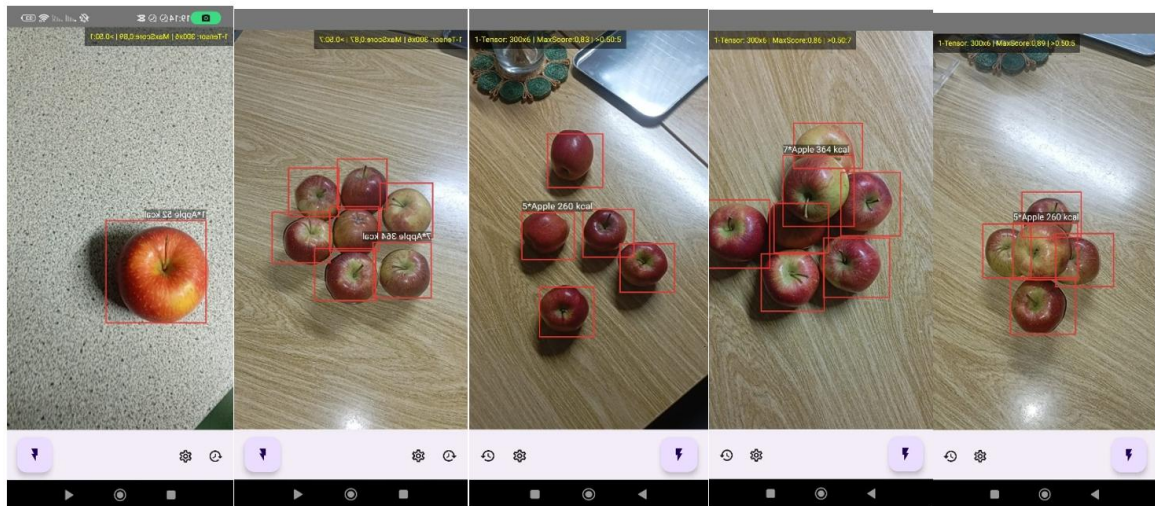 19:14
1-Tensor: 300x6 | MaxScore:0,89 | >0.50:1
1*Apple 52 kcal
1-Tensor: 300x6 | MaxScore:0,87 | >0.50:7
7*Apple 364 kcal
1-Tensor: 300x6 | MaxScore:0,83 | >0.50:5
5*Apple 260 kcal
1-Tensor: 300x6 | MaxScore:0,86 | >0.50:7
7*Apple 364 kcal
1-Tensor: 300x6 | MaxScore:0,89 | >0.50:5
5*Apple 260 kcal